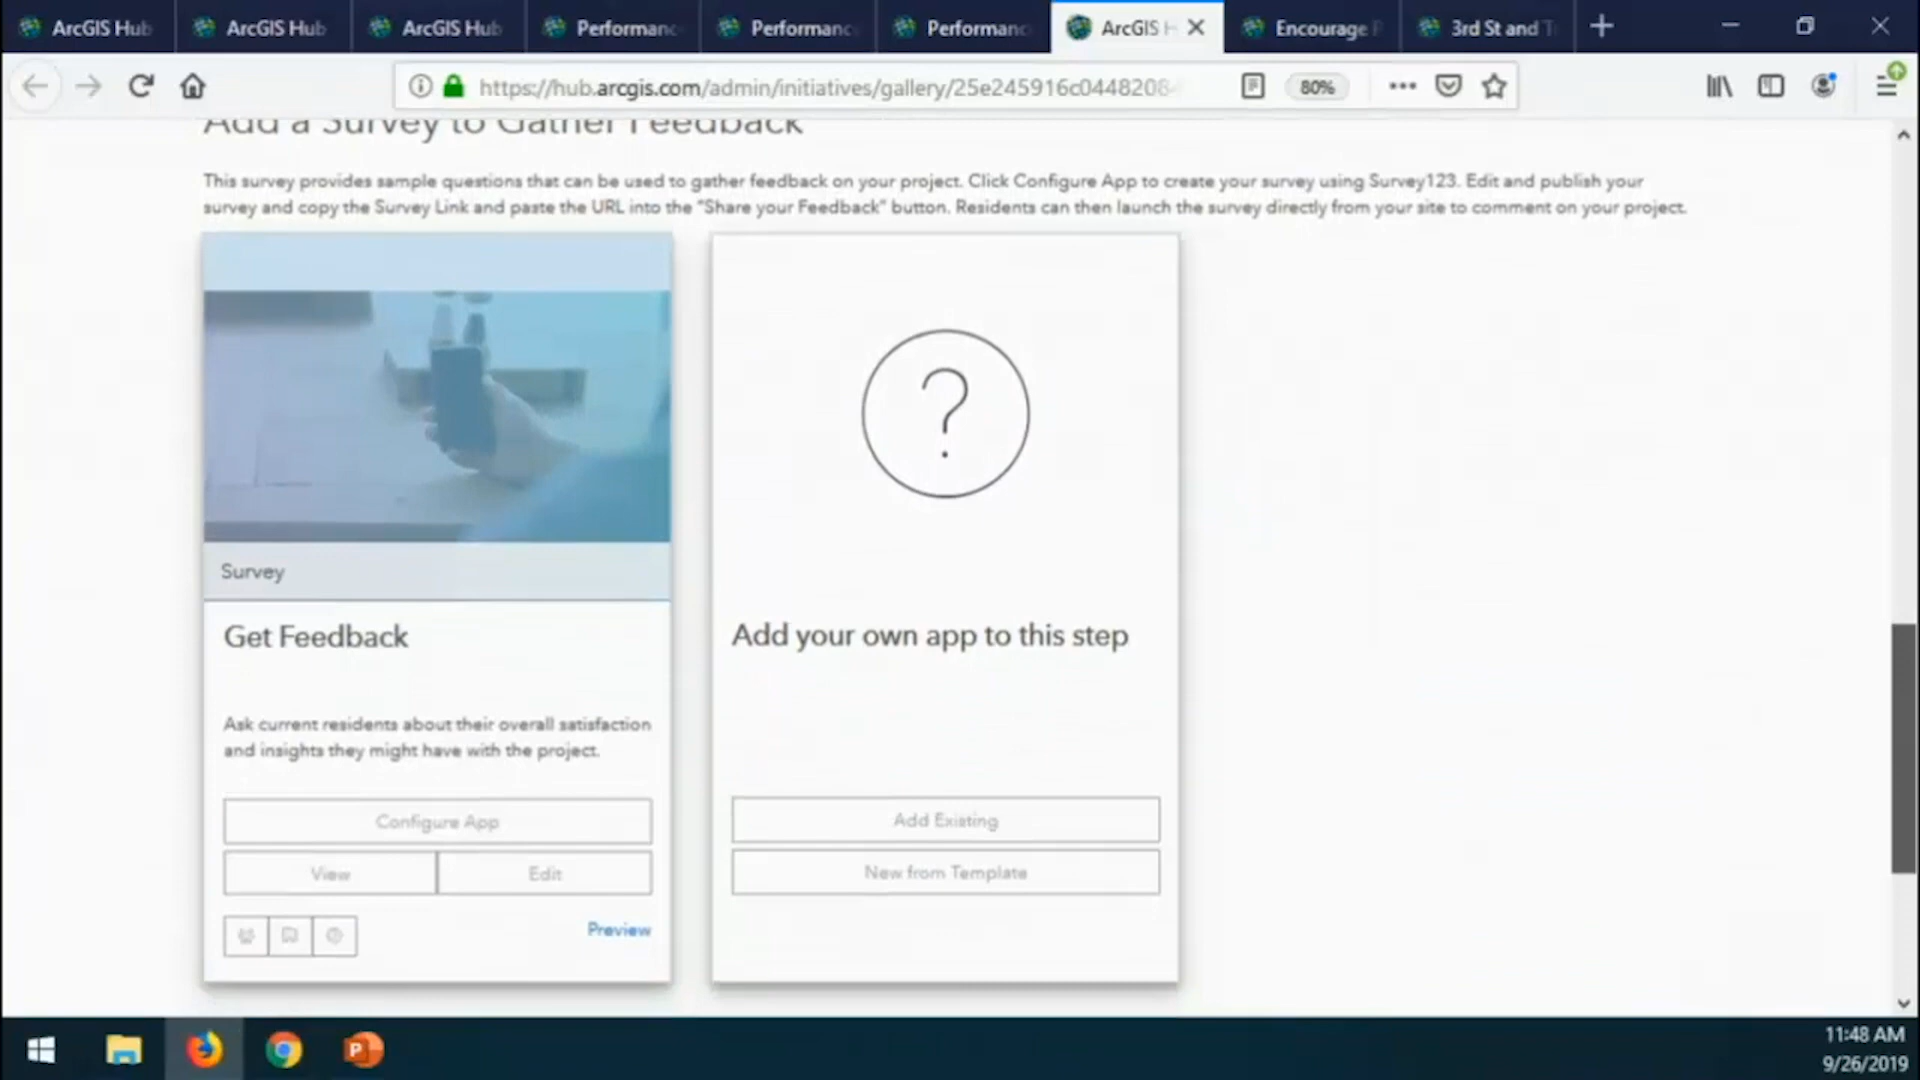 ArcGIS Hub ArcGIS Hub ArcGIS Hub Performanc Performanc Performanc ArcGIS H Encourage P 3rd St and T
https://hub.arcgis.com/admin/initiatives/gallery/25e245916c0448208 80%
Add a Survey to Gather Feedback
This survey provides sample questions that can be used to gather feedback on your project. Click Configure App to create your survey using Survey123. Edit and publish your
survey and copy the Survey Link and paste the URL into the "Share your Feedback" button. Residents can then launch the survey directly from your site to comment on your project.
?
Survey
Get Feedback
Add your own app to this step
Ask current residents about their overall satisfaction
and insights they might have with the project.
Configure App
Add Existing
View Edit
New from Template
Preview
11:48 AM
9/26/2019